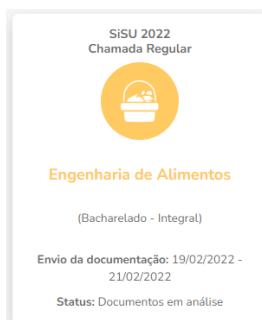 SiSU 2022
Chamada Regular
Engenharia de Alimentos
(Bacharelado - Integral)
Envio da documentação: 19/02/2022 -
21/02/2022
Status: Documentos em análise